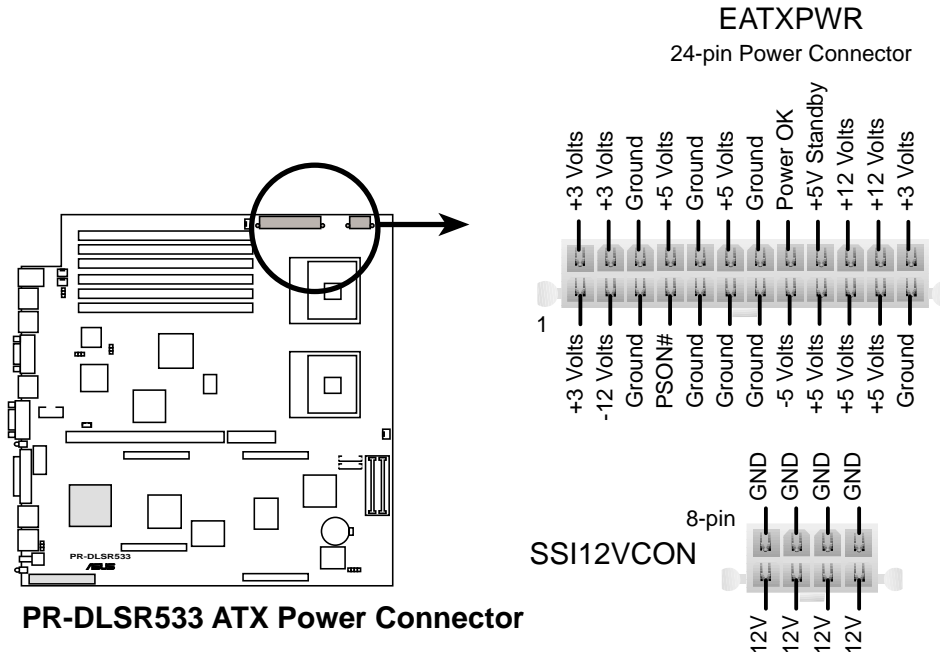 EATXPWR
24-pin Power Connector
+3 Volts
+3 Volts
Ground
+5 Volts
Ground
+5 Volts
Ground
Power OK
+5V Standby
+12 Volts
+12 Volts
+3 Volts
1
+3 Volts
-12 Volts
Ground
PSON#
Ground
Ground
Ground
-5 Volts
+5 Volts
+5 Volts
+5 Volts
Ground
GND
GND
GND
GND
8-pin
SSI12VCON
12V
12V
12V
12V
PR-DLSR533
ASUS
PR-DLSR533 ATX Power Connector